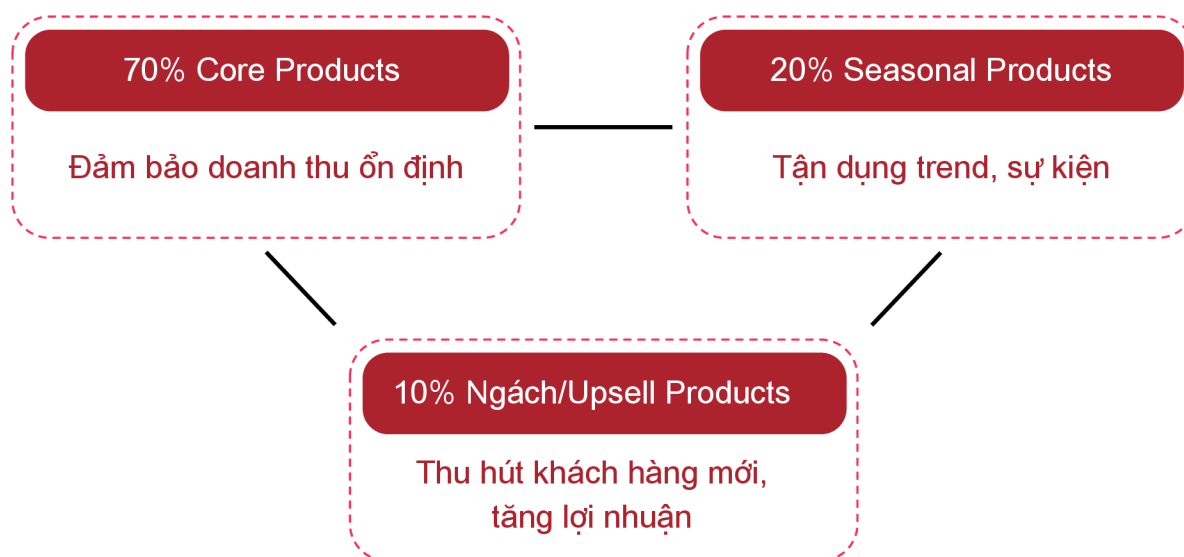 70% Core Products
Đảm bảo doanh thu ổn định
20% Seasonal Products
Tận dụng trend, sự kiện
10% Ngách/Upsell Products
Thu hút khách hàng mới,
tăng lợi nhuận